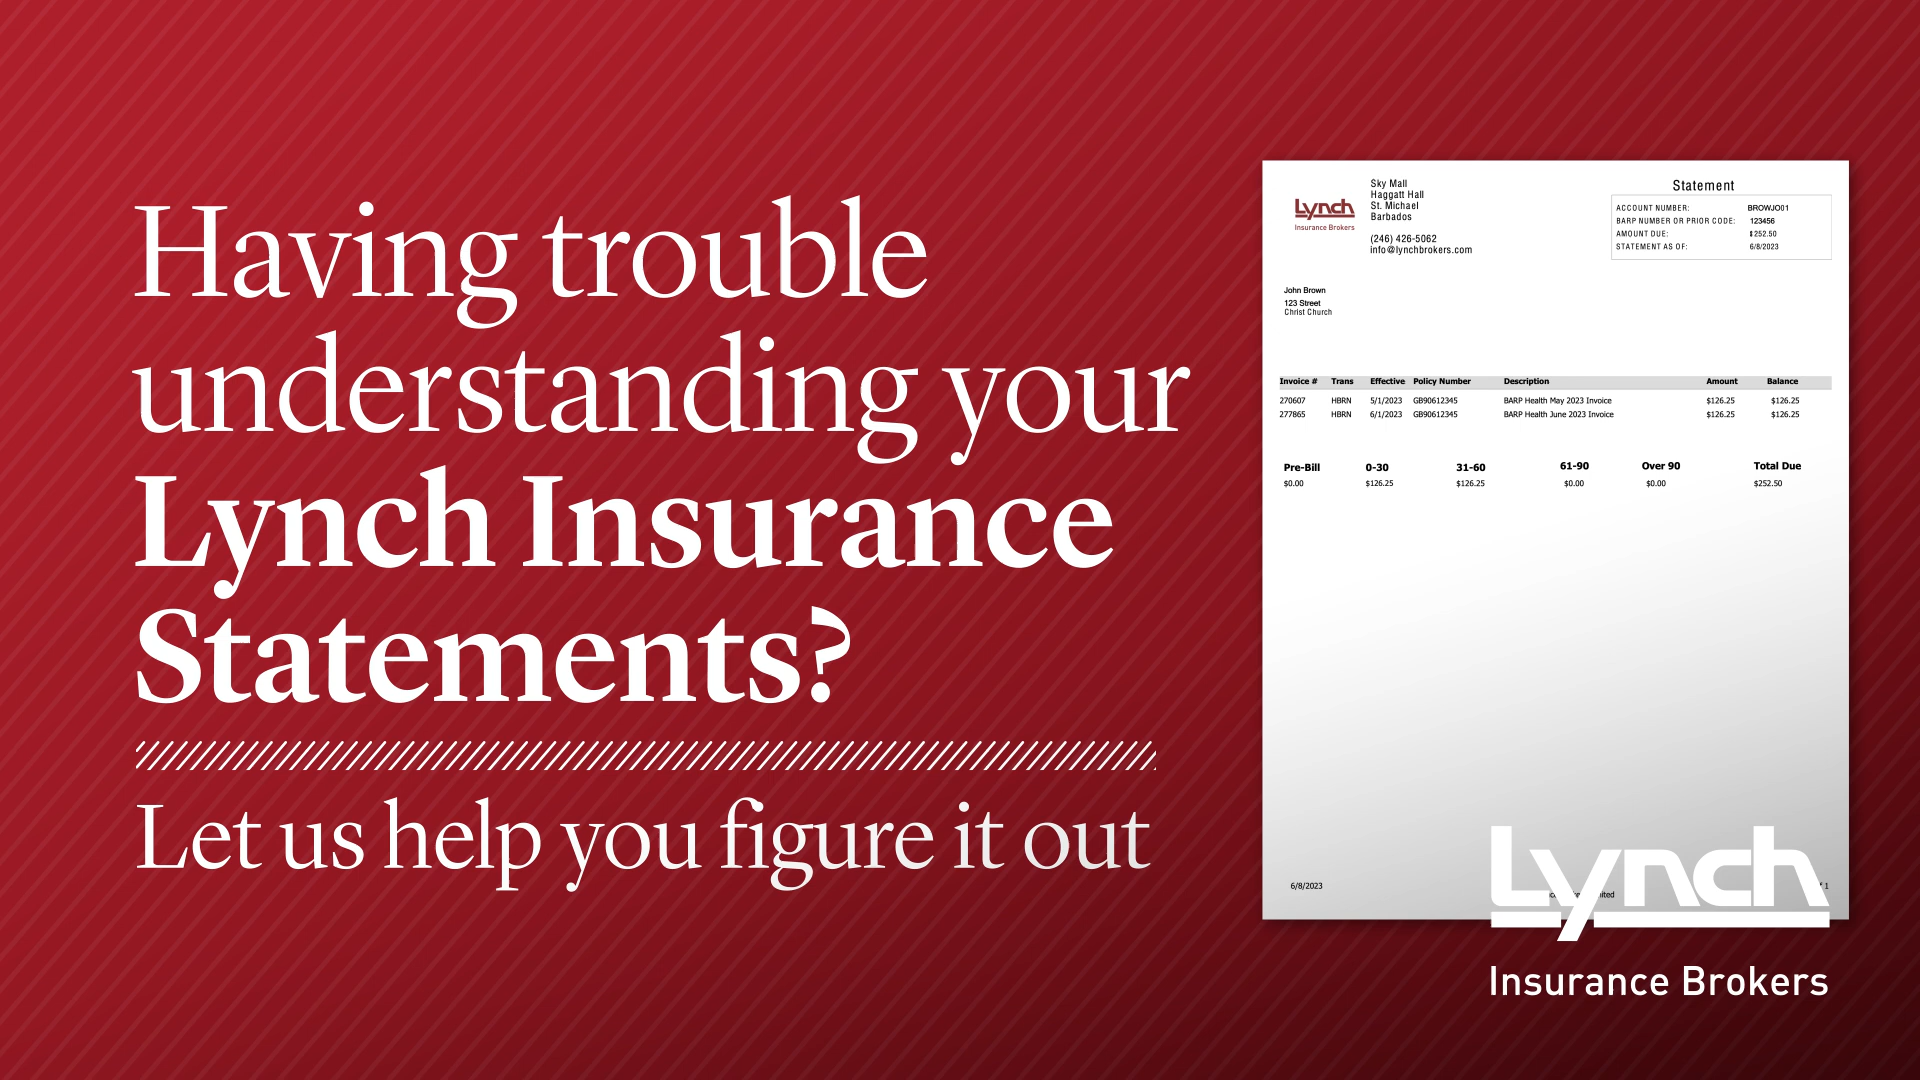 Having trouble
understanding your
Lynch Insurance
Statements?
Let us help you figure it out
Lynch
Insurance Brokers
Sky Mall
Haggatt Hall
St. Michael
Barbados
(246) 426-5062
info@lynchbrokers.com
Statement
ACCOUNT NUMBER: BROWJO01
BARP NUMBER OR PRIOR CODE: 123456
AMOUNT DUE: $252.50
STATEMENT AS OF: 6/8/2023
John Brown
123 Street
Christ Church
Invoice # Trans Effective Policy Number Description Amount Balance
270607 HBRN 5/1/2023 GB90612345 BARP Health May 2023 Invoice $126.25 $126.25
277865 HBRN 6/1/2023 GB90612345 BARP Health June 2023 Invoice $126.25 $126.25
Pre-Bill 0-30 31-60 61-90 Over 90 Total Due
$0.00 $126.25 $126.25 $0.00 $0.00 $252.50
6/8/2023 1
Lynch
Insurance Brokers